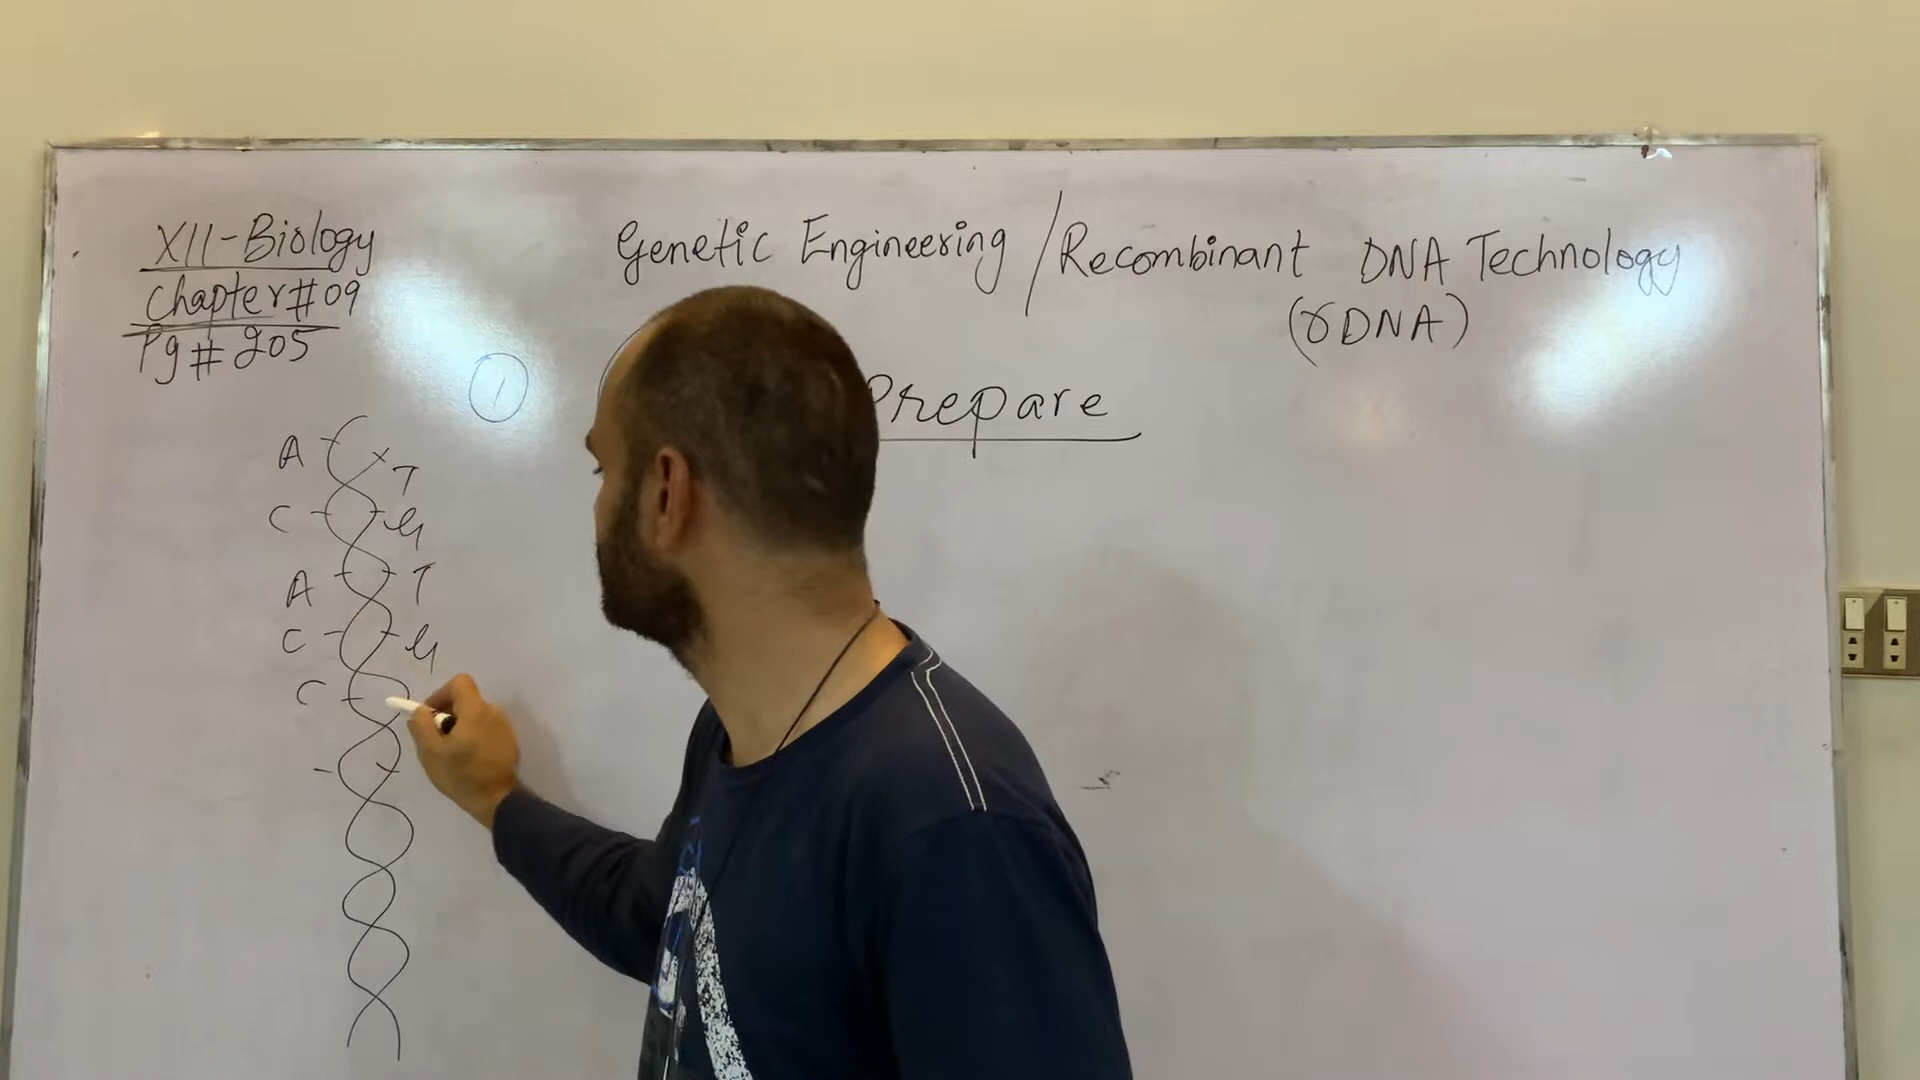 XII-Biology
Chapter#09
Pg#205
Genetic Engineering / Recombinant DNA Technology
(rDNA)
1
Prepare
A T
C G
A T
C G
C